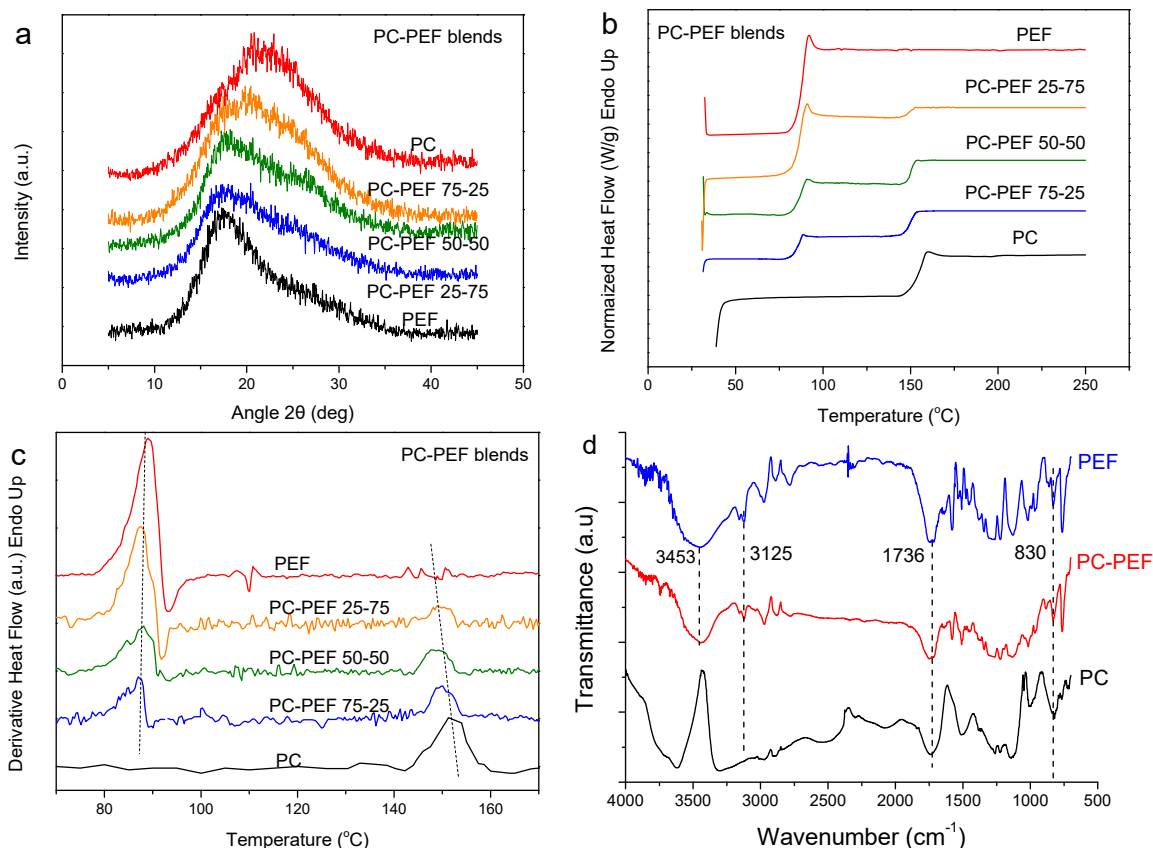 a
PC-PEF blends
PC
PC-PEF 75-25
PC-PEF 50-50
PC-PEF 25-75
PEF
Intensity (a.u.)
0 10 20 30 40 50
Angle 2θ (deg)
b
PC-PEF blends
PEF
PC-PEF 25-75
PC-PEF 50-50
PC-PEF 75-25
PC
Normaized Heat Flow (W/g) Endo Up
0 50 100 150 200 250
Temperature (°C)
c
PC-PEF blends
PEF
PC-PEF 25-75
PC-PEF 50-50
PC-PEF 75-25
PC
Derivative Heat Flow (a.u.) Endo Up
80 100 120 140 160
Temperature (°C)
d
PEF
3453 3125 1736 830
PC-PEF
PC
Transmittance (a.u)
4000 3500 3000 2500 2000 1500 1000 500
Wavenumber (cm⁻¹)